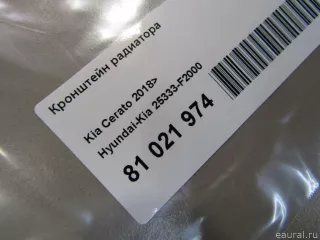 Кронштейн радиатора
Kia Cerato 2018>
Hyundai-Kia 25333-F2000
81 021 974
eaural.ru